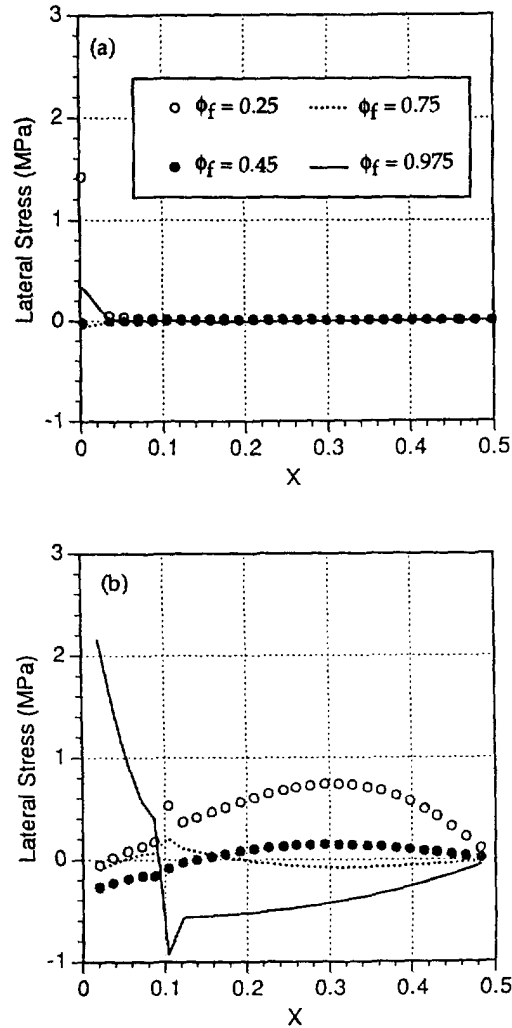 3
(a)
ϕf = 0.25
ϕf = 0.75
ϕf = 0.45
ϕf = 0.975
2
1
0
-1
Lateral Stress (MPa)
0
0.1
0.2
0.3
0.4
0.5
X
3
(b)
2
1
0
-1
Lateral Stress (MPa)
0
0.1
0.2
0.3
0.4
0.5
X